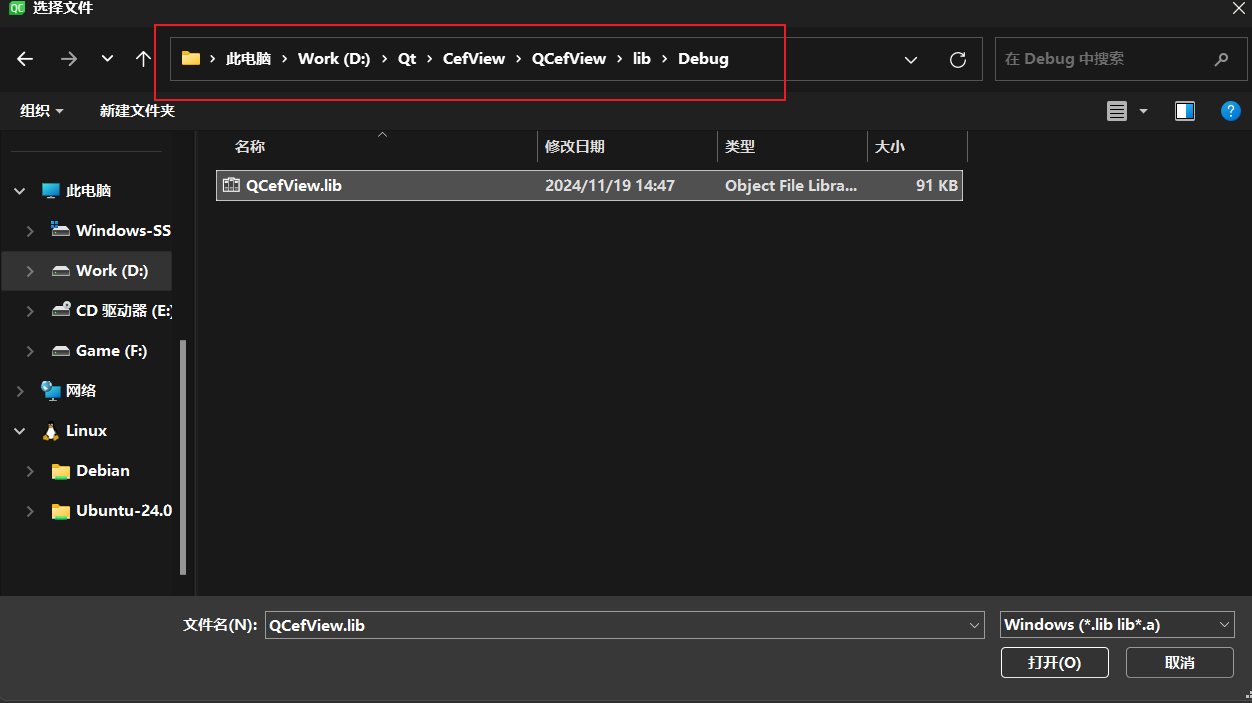 QC 选择文件
此电脑 Work (D:) Qt CefView QCefView lib Debug 在 Debug 中搜索
组织 新建文件夹 ?
名称 修改日期 类型 大小
QCefView.lib 2024/11/19 14:47 Object File Libra... 91 KB
此电脑
Windows-SS
Work (D:)
CD 驱动器 (E:)
Game (F:)
网络
Linux
Debian
Ubuntu-24.0
文件名(N): QCefView.lib Windows (*.lib lib*.a)
打开(O) 取消